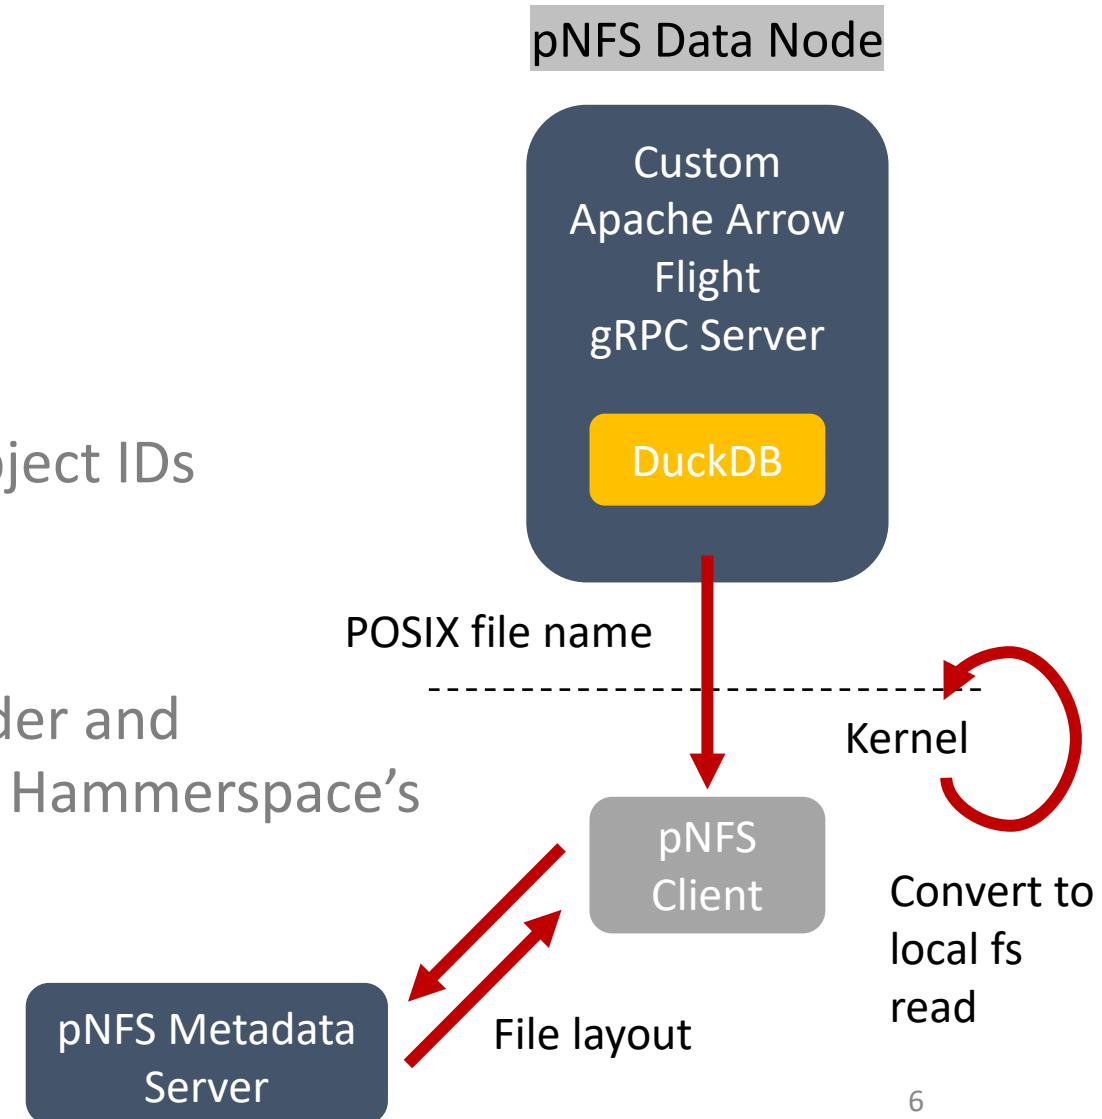 pNFS Data Node
Custom
Apache Arrow
Flight
gRPC Server
DuckDB
ject IDs
POSIX file name
der and
Hammerspace’s
Kernel
pNFS
Client
Convert to
local fs
read
File layout
pNFS Metadata
Server
6